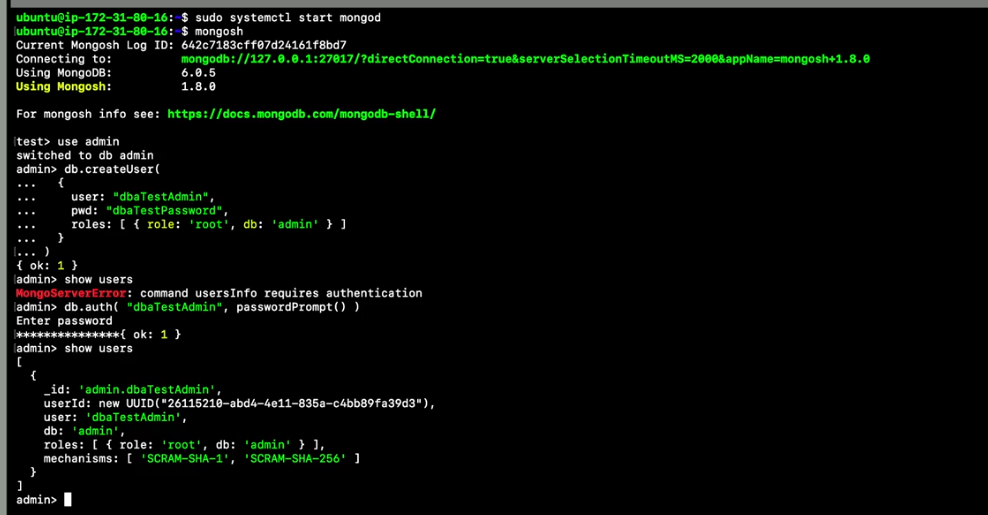 ubuntu@ip-172-31-80-16:~$ sudo systemctl start mongod
ubuntu@ip-172-31-80-16:~$ mongosh
Current Mongosh Log ID: 642c7183cff07d24161f8bd7
Connecting to:          mongodb://127.0.0.1:27017/?directConnection=true&serverSelectionTimeoutMS=2000&appName=mongosh+1.8.0
Using MongoDB:          6.0.5
Using Mongosh:          1.8.0
For mongosh info see: https://docs.mongodb.com/mongodb-shell/
[test> use admin
switched to db admin
admin> db.createUser(
...   {
...     user: "dbaTestAdmin",
...     pwd: "dbaTestPassword",
...     roles: [ { role: 'root', db: 'admin' } ]
...   }
[... )
{ ok: 1 }
[admin> show users
MongoServerError: command usersInfo requires authentication
[admin> db.auth( "dbaTestAdmin", passwordPrompt() )
Enter password
[***************{ ok: 1 }
[admin> show users
[
  {
    _id: 'admin.dbaTestAdmin',
    userId: new UUID("26115210-abd4-4e11-835a-c4bb89fa39d3"),
    user: 'dbaTestAdmin',
    db: 'admin',
    roles: [ { role: 'root', db: 'admin' } ],
    mechanisms: [ 'SCRAM-SHA-1', 'SCRAM-SHA-256' ]
  }
]
admin>